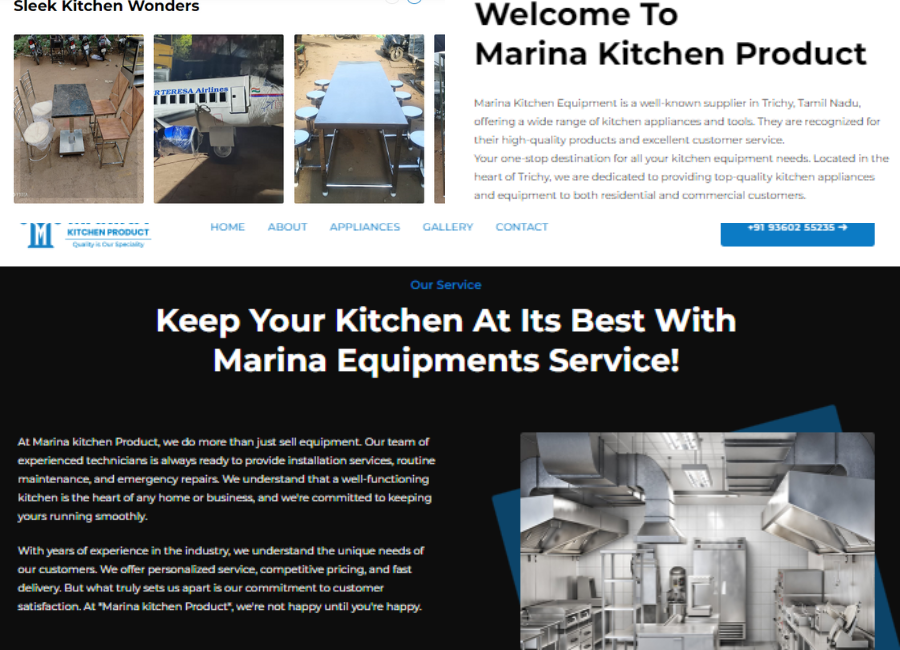 Sleek Kitchen Wonders
R TERESA Airlines
Welcome To
Marina Kitchen Product
Marina Kitchen Equipment is a well-known supplier in Trichy, Tamil Nadu,
offering a wide range of kitchen appliances and tools. They are recognized for
their high-quality products and excellent customer service.
Your one-stop destination for all your kitchen equipment needs. Located in the
heart of Trichy, we are dedicated to providing top-quality kitchen appliances
and equipment to both residential and commercial customers.
M
KITCHEN PRODUCT
Quality is Our Speciality
HOME ABOUT APPLIANCES GALLERY CONTACT
+91 93602 55235 →
Our Service
Keep Your Kitchen At Its Best With
Marina Equipments Service!
At Marina kitchen Product, we do more than just sell equipment. Our team of
experienced technicians is always ready to provide installation services, routine
maintenance, and emergency repairs. We understand that a well-functioning
kitchen is the heart of any home or business, and we're committed to keeping
yours running smoothly.
With years of experience in the industry, we understand the unique needs of
our customers. We offer personalized service, competitive pricing, and fast
delivery. But what truly sets us apart is our commitment to customer
satisfaction. At "Marina kitchen Product", we're not happy until you're happy.